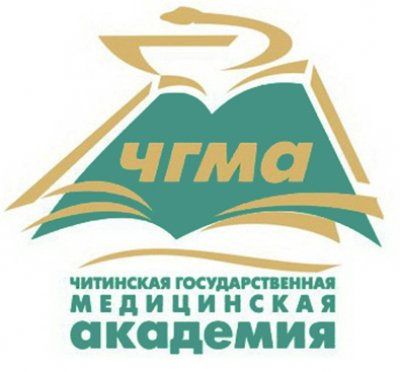 ЧГМА
ЧИТИНСКАЯ ГОСУДАРСТВЕННАЯ
МЕДИЦИНСКАЯ
академия